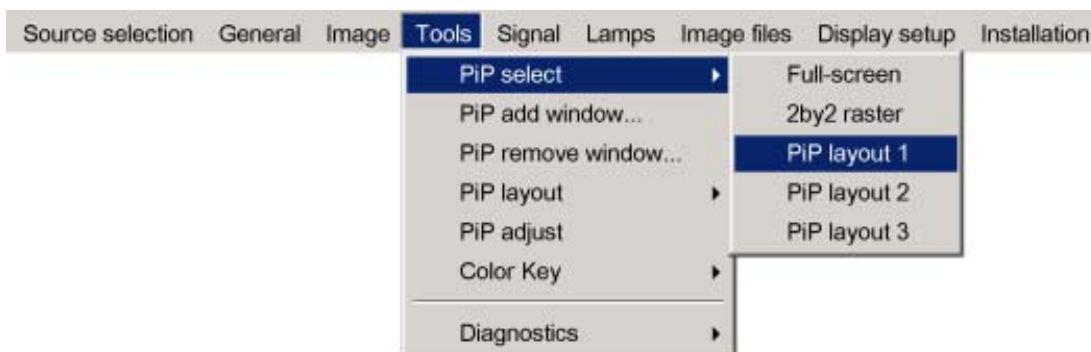 Source selection General Image Tools Signal Lamps Image files Display setup Installation
PiP select
PiP add window...
PiP remove window...
PiP layout
PiP adjust
Color Key
Diagnostics
Full-screen
2by2 raster
PiP layout 1
PiP layout 2
PiP layout 3